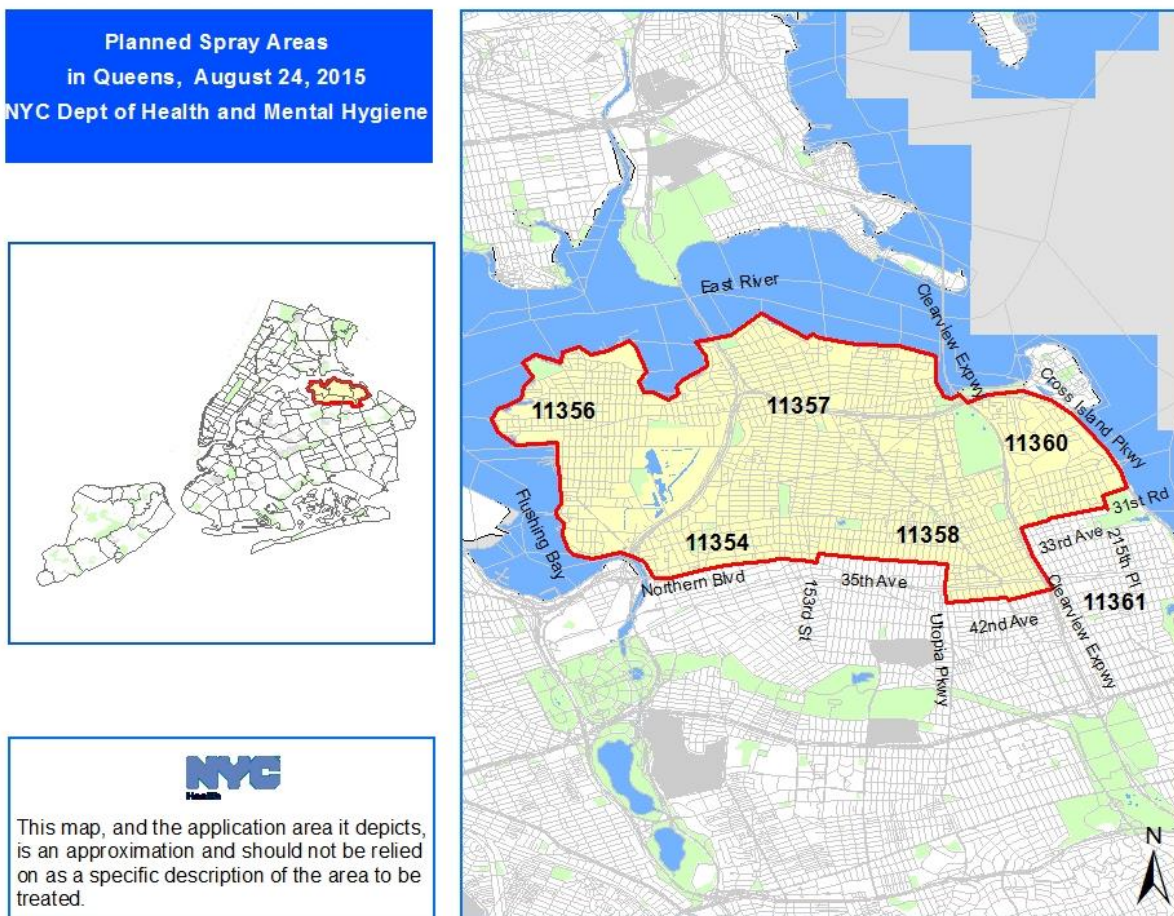 Planned Spray Areas
in Queens, August 24, 2015
NYC Dept of Health and Mental Hygiene
East River
Clearview Expwy
Cross Island Pkwy
11356
11357
11360
Flushing Bay
31st Rd
11354
11358
33rd Ave
215th Pl
Northern Blvd
35th Ave
153rd St
11361
Utopia Pkwy
42nd Ave
Clearview Expwy
NYC
Health
This map, and the application area it depicts,
is an approximation and should not be relied
on as a specific description of the area to be
treated.
N